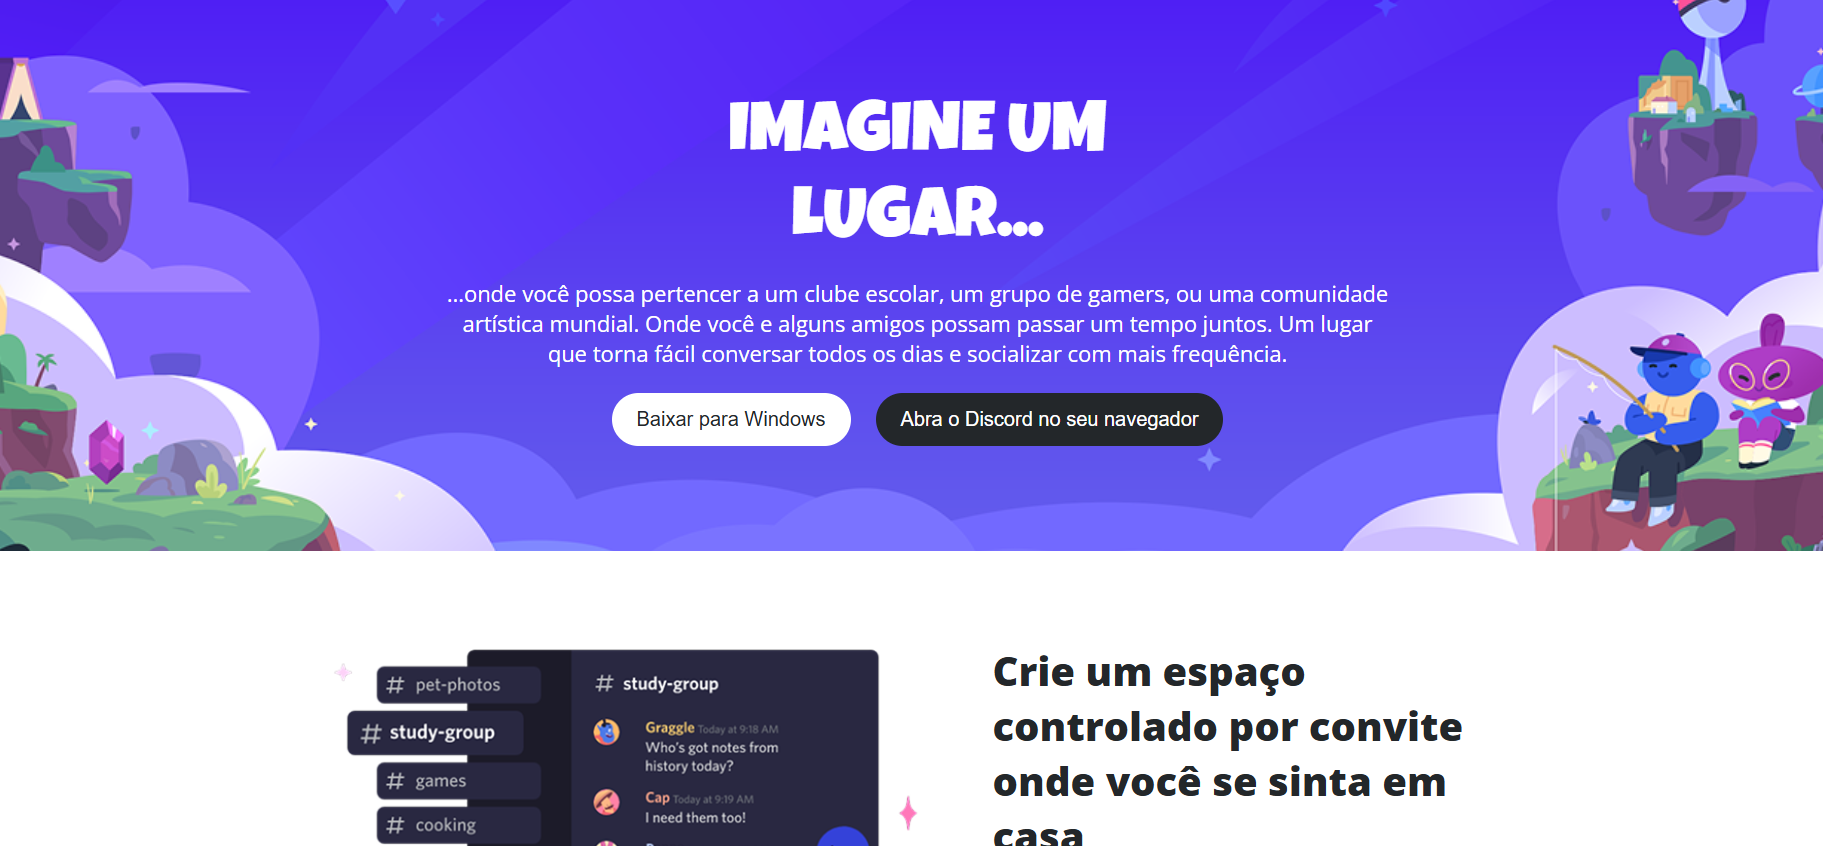 IMAGINE UM
LUGAR...
...onde você possa pertencer a um clube escolar, um grupo de gamers, ou uma comunidade
artística mundial. Onde você e alguns amigos possam passar um tempo juntos. Um lugar
que torna fácil conversar todos os dias e socializar com mais frequência.
Baixar para Windows
Abra o Discord no seu navegador
# pet-photos
# study-group
# games
# cooking
# study-group
Graggle Today at 9:18 AM
Who's got notes from
history today?
Cap Today at 9:19 AM
I need them too!
Crie um espaço
controlado por convite
onde você se sinta em
casa